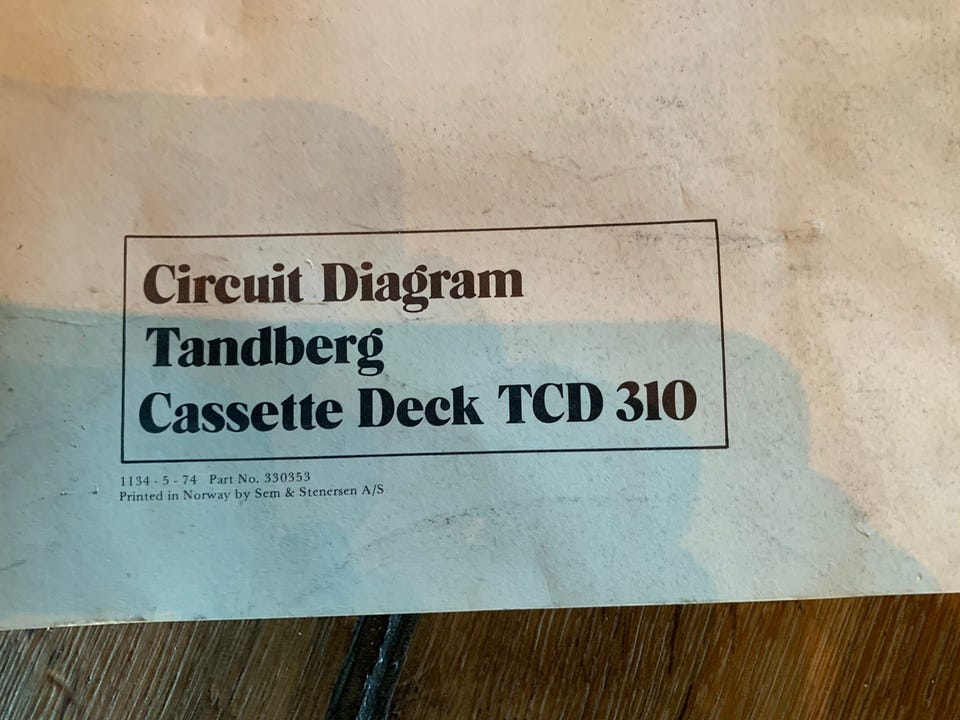 Circuit Diagram
Tandberg
Cassette Deck TCD 310
1134 - 5 - 74 Part No. 330353
Printed in Norway by Sem & Stenersen A/S